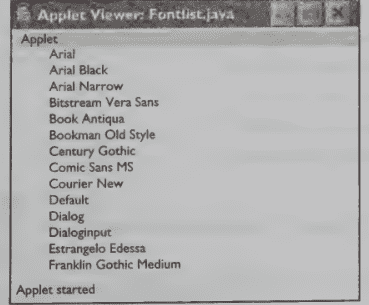 Applet Viewer: Fontlist.java
Applet
Arial
Arial Black
Arial Narrow
Bitstream Vera Sans
Book Antiqua
Bookman Old Style
Century Gothic
Comic Sans MS
Courier New
Default
Dialog
Dialoginput
Estrangelo Edessa
Franklin Gothic Medium
Applet started